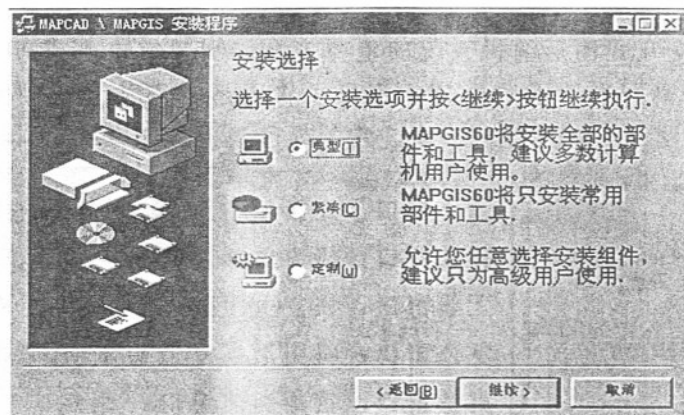 MAPCAD \ MAPGIS 安装程序
安装选择
选择一个安装选项并按<继续>按钮继续执行.
典型[T]
MAPGIS60将安装全部的部
件和工具，建议多数计算
机用户使用。
紧凑[C]
MAPGIS60将只安装常用
部件和工具.
定制[U]
允许您任意选择安装组件，
建议只为高级用户使用.
<返回[B]
继续>
取消